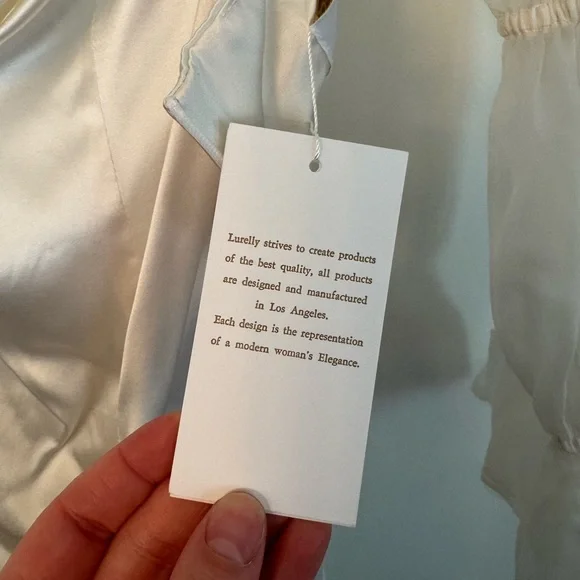 Lurelly strives to create products
of the best quality, all products
are designed and manufactured
in Los Angeles.
Each design is the representation
of a modern woman's Elegance.